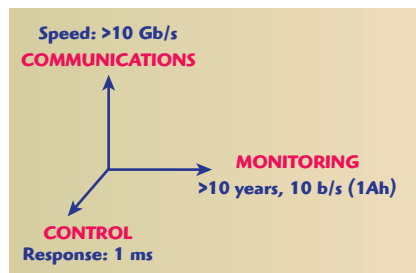 Speed: >10 Gb/s
COMMUNICATIONS
MONITORING
>10 years, 10 b/s (1Ah)
CONTROL
Response: 1 ms